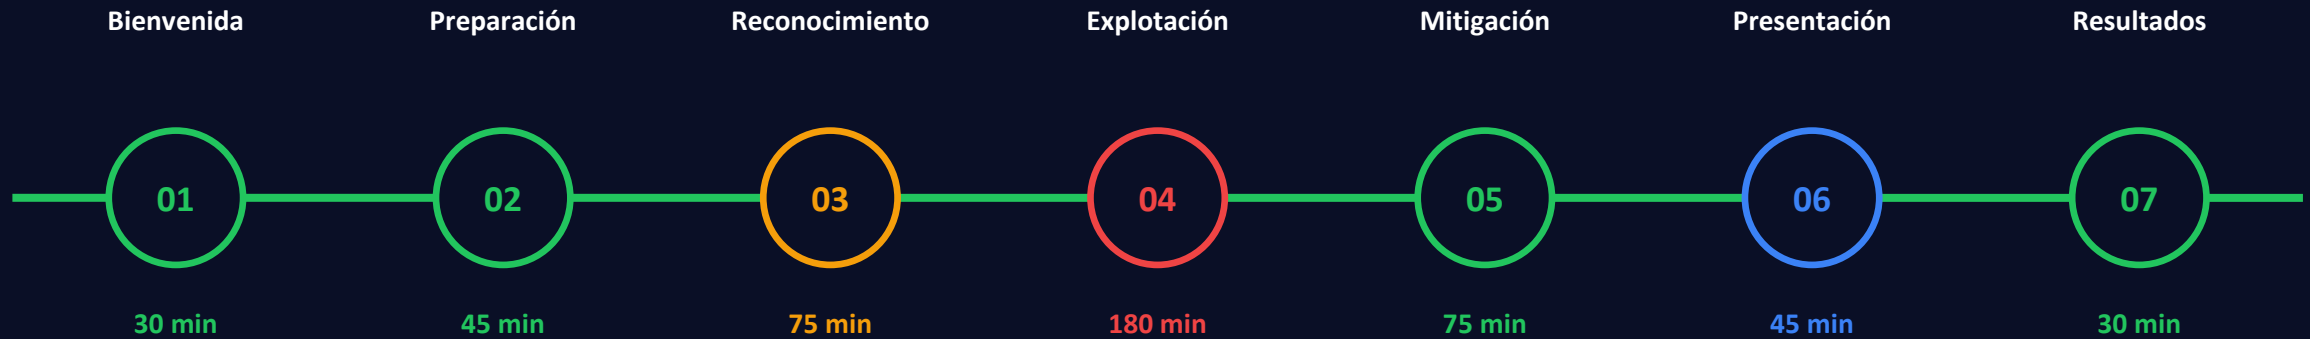 Bienvenida
Preparación
Reconocimiento
Explotación
Mitigación
Presentación
Resultados
01
02
03
04
05
06
07
30 min
45 min
75 min
180 min
75 min
45 min
30 min